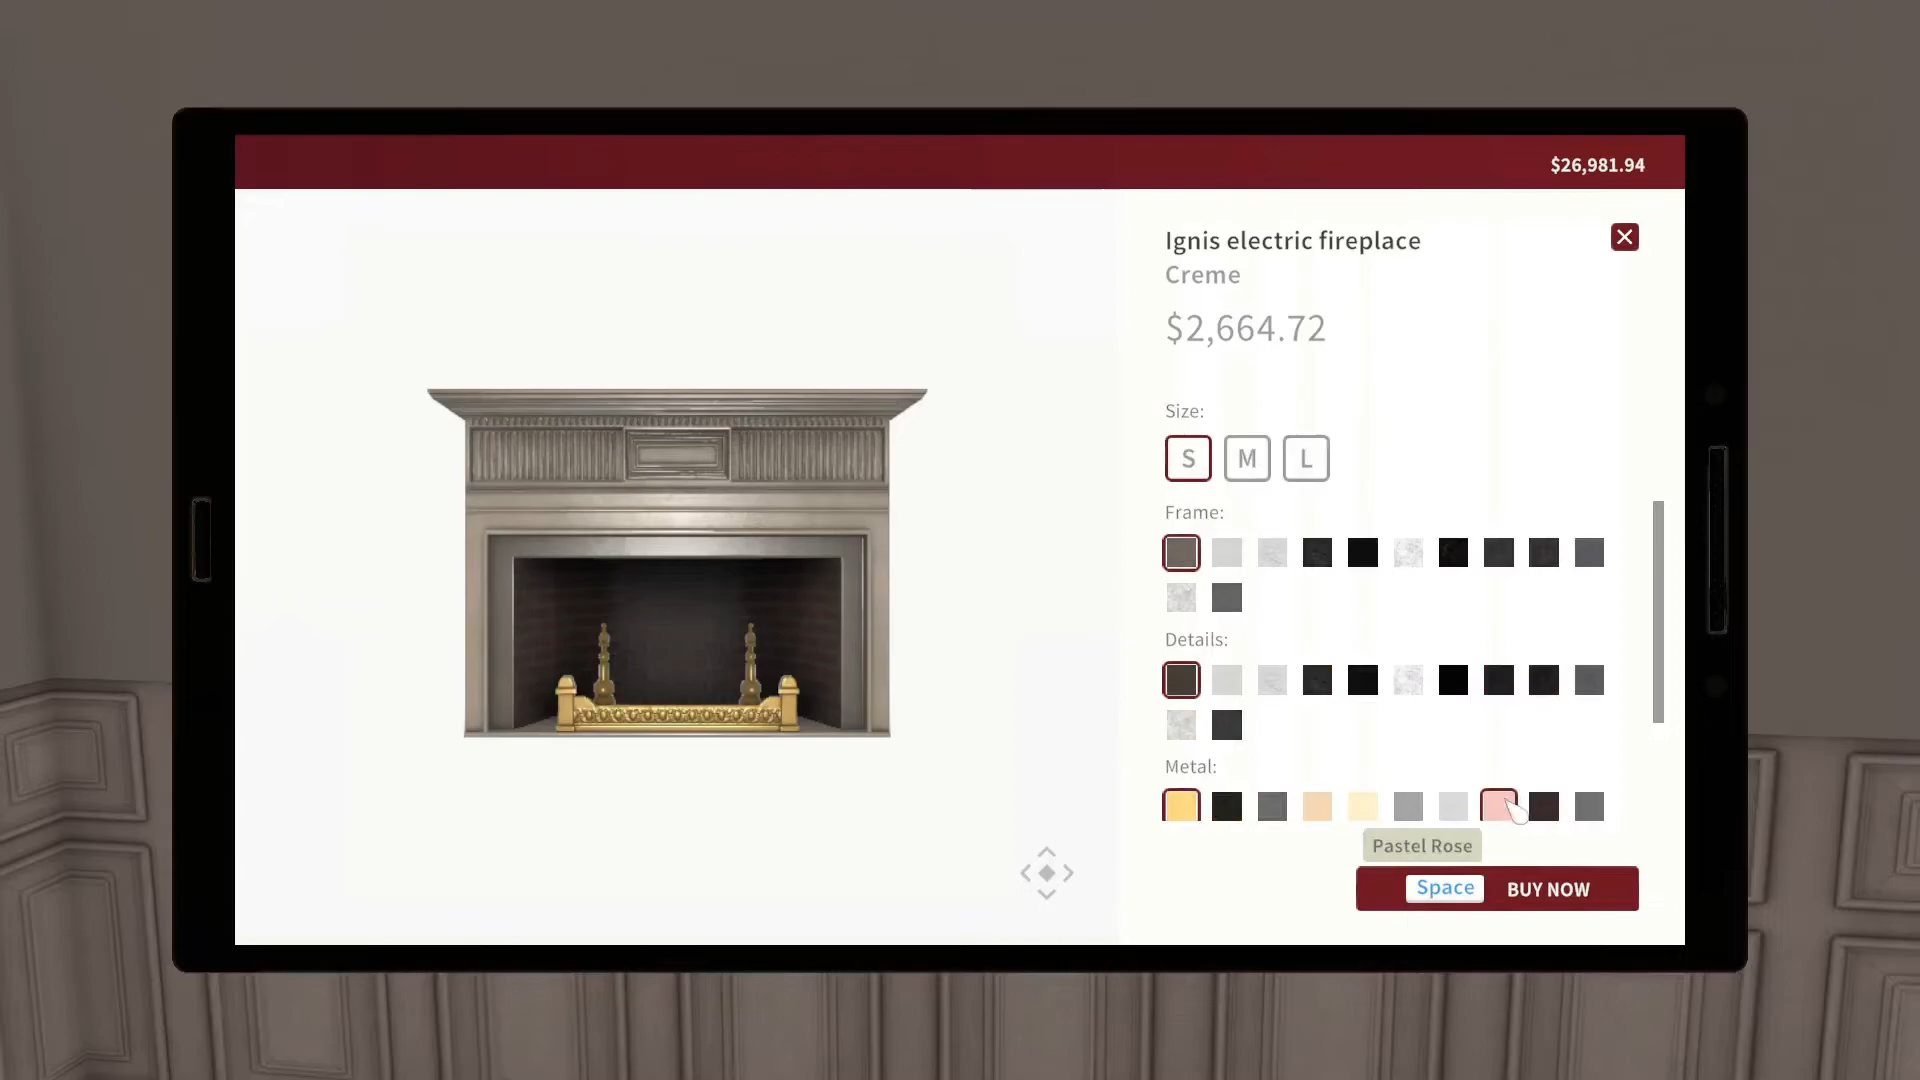 $26,981.94
Ignis electric fireplace
Creme
$2,664.72
Size:
S M L
Frame:
Details:
Metal:
Pastel Rose
Space BUY NOW